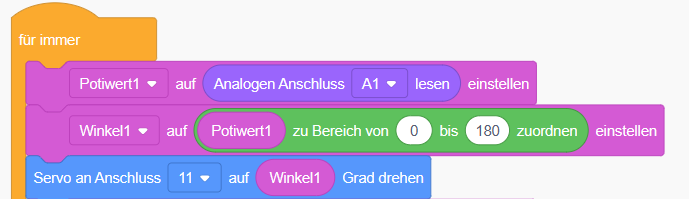 für immer
Potiwert1 auf Analogen Anschluss A1 lesen einstellen
Winkel1 auf Potiwert1 zu Bereich von 0 bis 180 zuordnen einstellen
Servo an Anschluss 11 auf Winkel1 Grad drehen